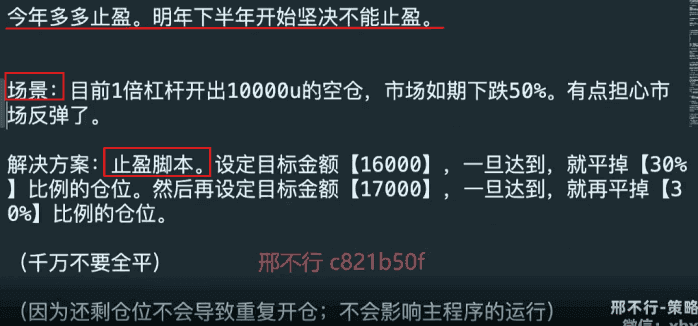 今年多多止盈。明年下半年开始坚决不能止盈。
场景：目前1倍杠杆开出10000u的空仓，市场如期下跌50%。有点担心市
场反弹了。
解决方案：止盈脚本。设定目标金额【16000】，一旦达到，就平掉【30%
】比例的仓位。然后再设定目标金额【17000】，一旦达到，就再平掉【3
0%】比例的仓位。
（千万不要全平）
邢不行 c821b50f
（因为还剩仓位不会导致重复开仓；不会影响主程序的运行）
邢不行-策略
微信：